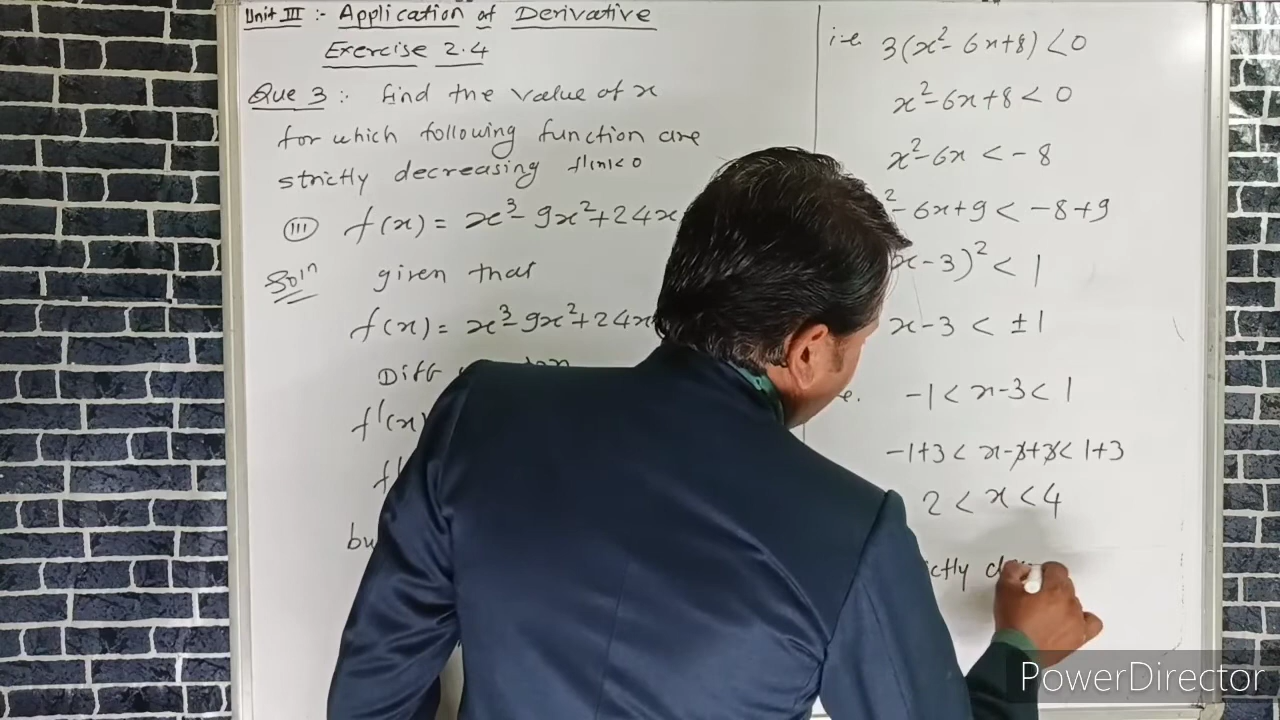 Unit III :- Application of Derivative
Exercise 2.4
Que 3 :- find the value of x
for which following function are
strictly decreasing f'(x)<0
(III) f(x) = x³- 9x²+24x
Solⁿ given that
f(x) = x³- 9x²+24x
Diff
f'(x)
i.e. 3(x²- 6x+8) < 0
x²- 6x+8 < 0
x²- 6x < - 8
²- 6x+9 < - 8+9
x - 3)² < 1
x - 3 < ±1
-1 < x-3 < 1
-1+3 < x-3+3 < 1+3
2 < x < 4
PowerDirector